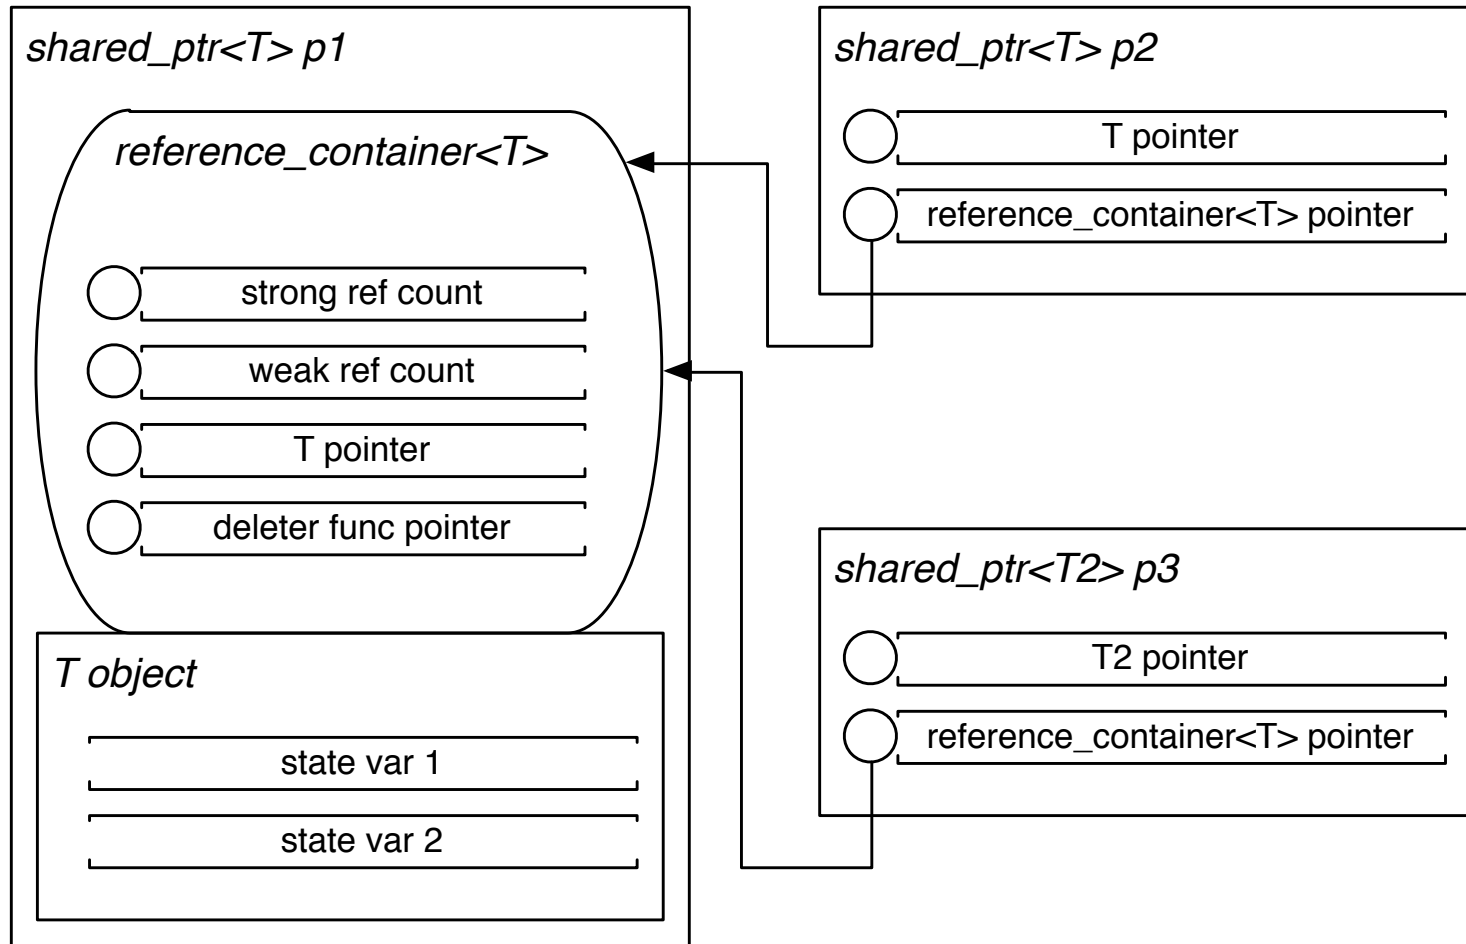 shared_ptr<T> p1
reference_container<T>
strong ref count
weak ref count
T pointer
deleter func pointer
T object
state var 1
state var 2
shared_ptr<T> p2
T pointer
reference_container<T> pointer
shared_ptr<T2> p3
T2 pointer
reference_container<T> pointer